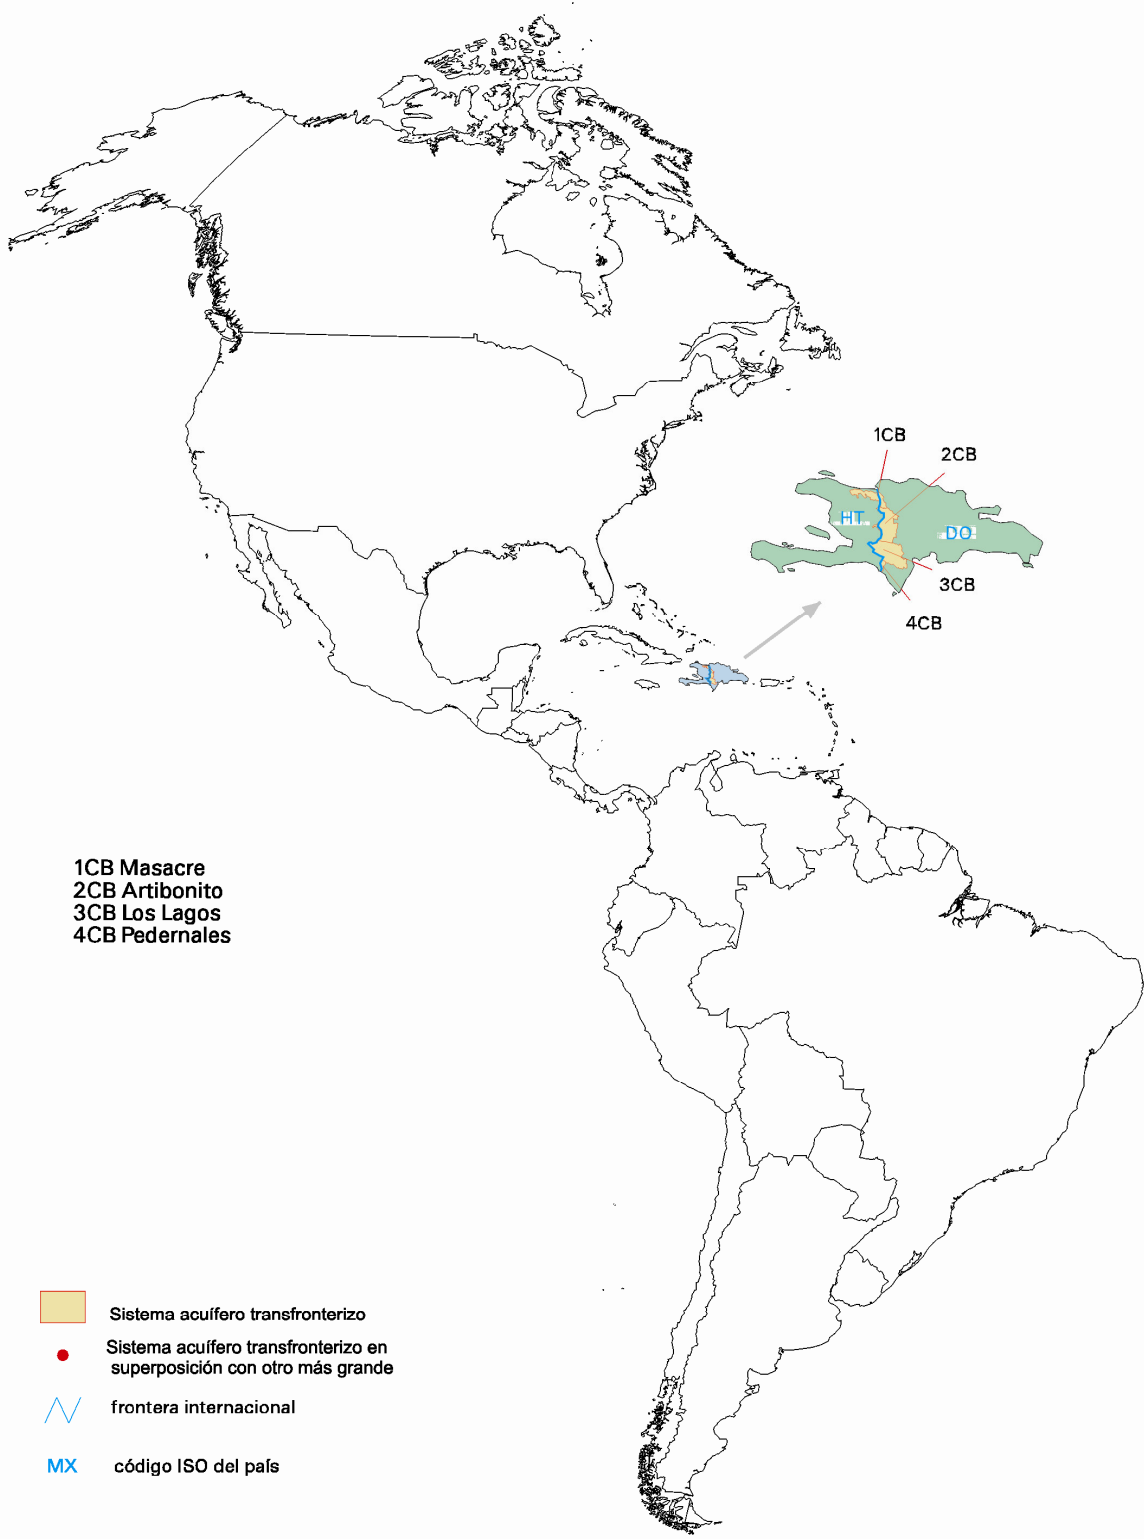 1CB
2CB
HT
DO
3CB
4CB
1CB Masacre
2CB Artibonito
3CB Los Lagos
4CB Pedernales
Sistema acuífero transfronterizo
Sistema acuífero transfronterizo en
superposición con otro más grande
frontera internacional
MX código ISO del país